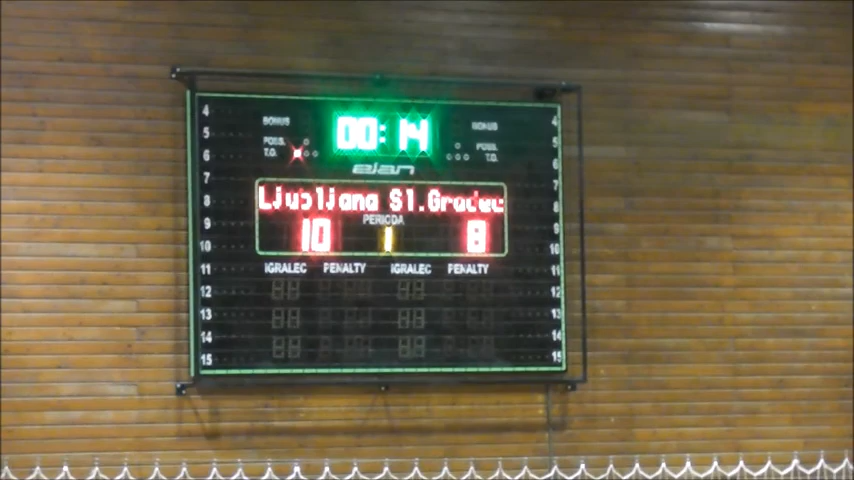 4 BONUS 00:14 BONUS 4
5 POSS. POSS. 5
6 T.O. T.O. 6
elan
7 7
8 Ljubljana Sl.Gradec 8
9 PERIODA 9
10 10 1 8 10
11 IGRALEC PENALTY IGRALEC PENALTY 11
12 12
13 13
14 14
15 15